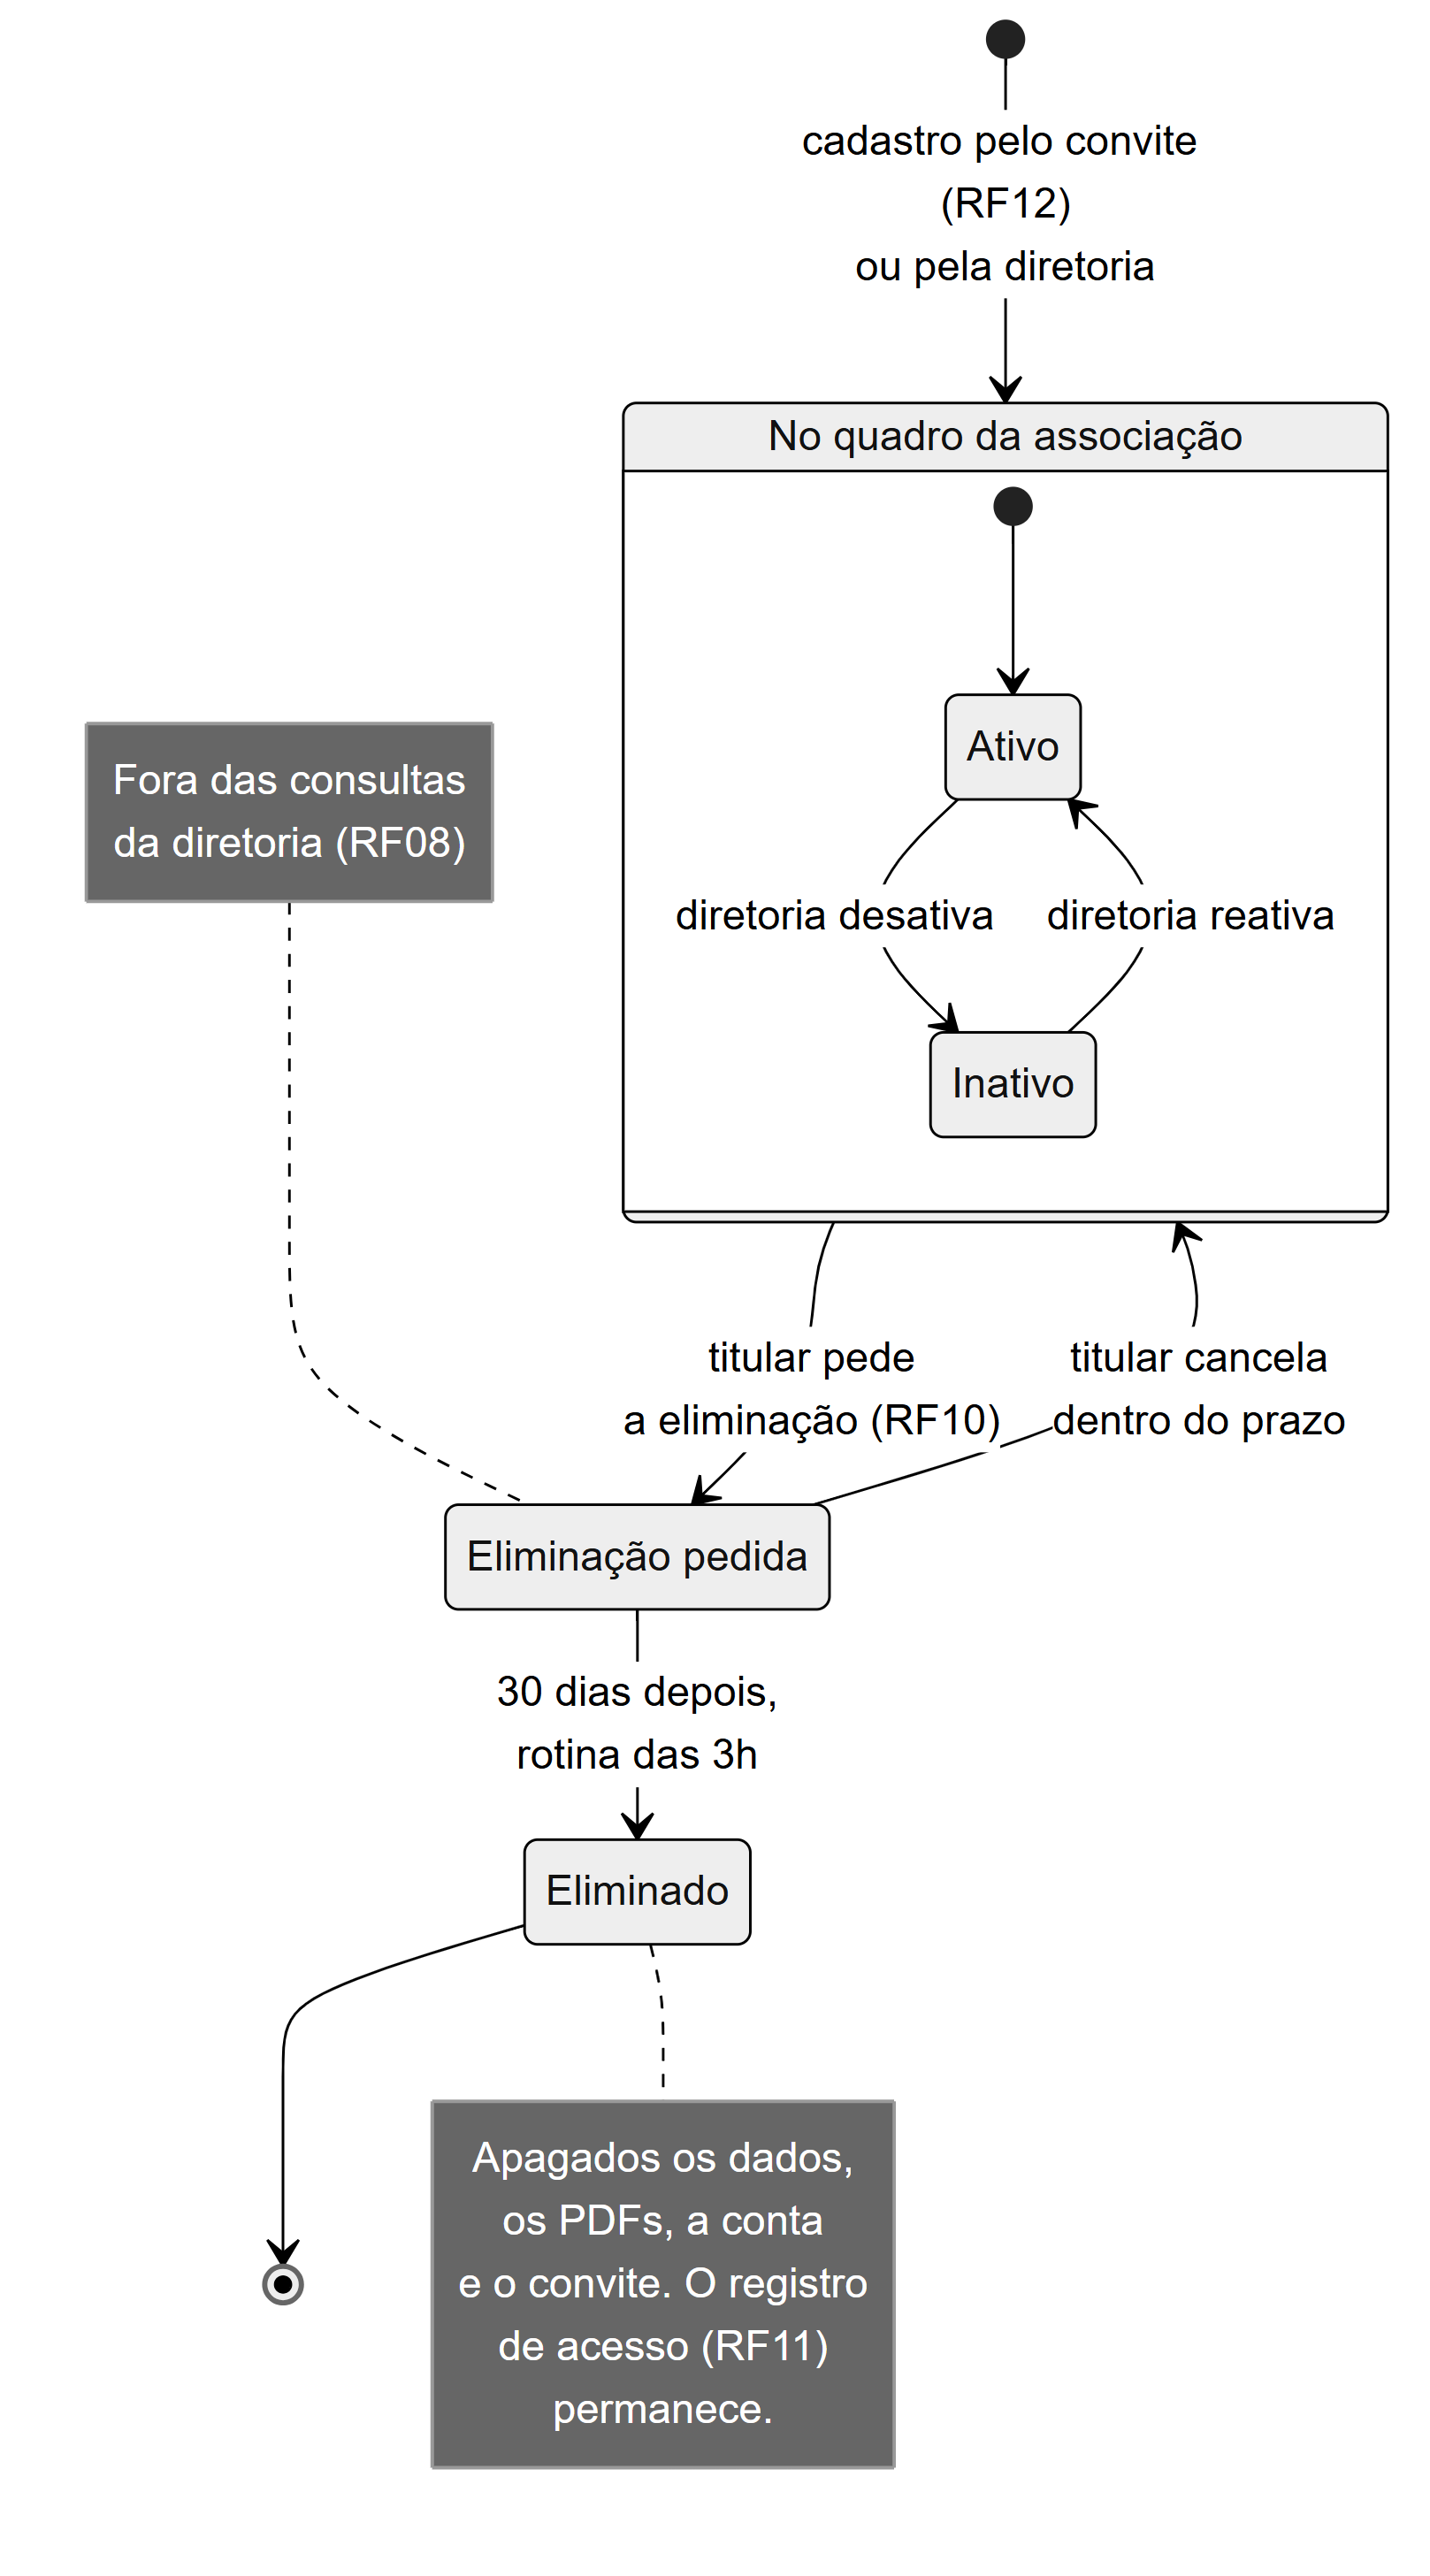 cadastro pelo convite
(RF12)
ou pela diretoria
No quadro da associação
Ativo
Fora das consultas
da diretoria (RF08)
diretoria desativa
diretoria reativa
Inativo
titular pede
a eliminação (RF10)
titular cancela
dentro do prazo
Eliminação pedida
30 dias depois,
rotina das 3h
Eliminado
Apagados os dados,
os PDFs, a conta
e o convite. O registro
de acesso (RF11)
permanece.